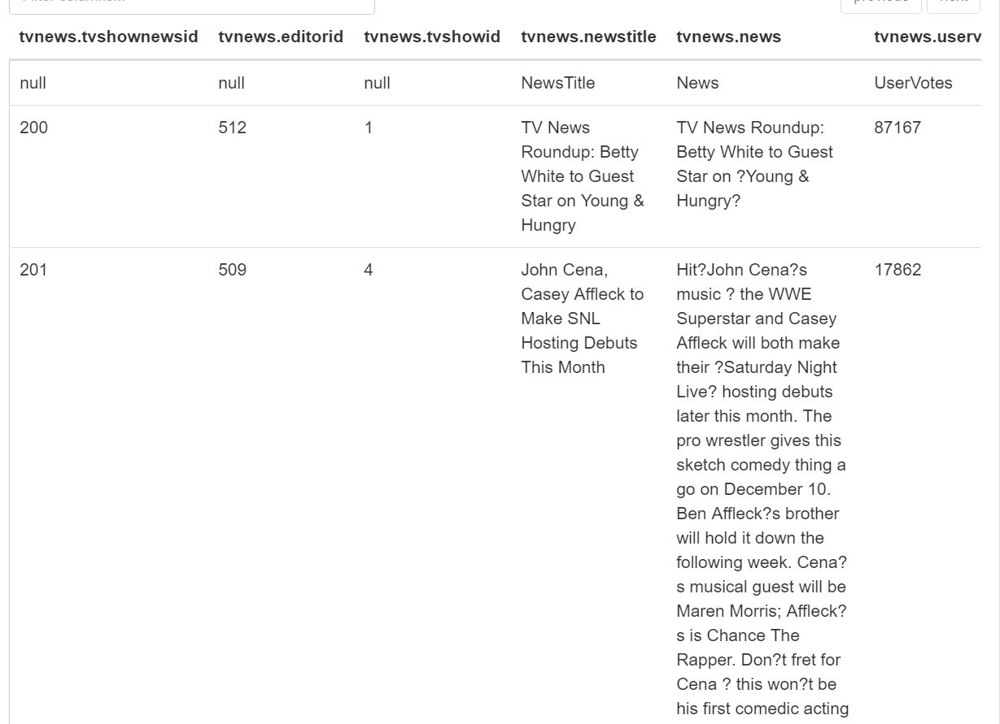 tvnews.tvshownewsid tvnews.editorid tvnews.tvshowid tvnews.newstitle tvnews.news tvnews.userv
null null null NewsTitle News UserVotes
200 512 1 TV News TV News Roundup: 87167
Roundup: Betty Betty White to Guest
White to Guest Star on ?Young &
Star on Young & Hungry?
Hungry
201 509 4 John Cena, Hit?John Cena?s 17862
Casey Affleck to music ? the WWE
Make SNL Superstar and Casey
Hosting Debuts Affleck will both make
This Month their ?Saturday Night
Live? hosting debuts
later this month. The
pro wrestler gives this
sketch comedy thing a
go on December 10.
Ben Affleck?s brother
will hold it down the
following week. Cena?
s musical guest will be
Maren Morris; Affleck?
s is Chance The
Rapper. Don?t fret for
Cena ? this won?t be
his first comedic acting